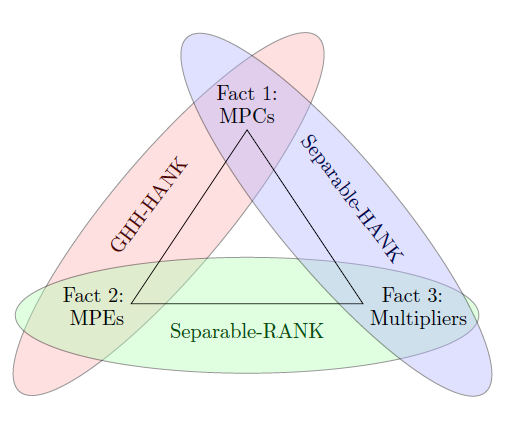 Fact 1:
MPCs
GHH-HANK
Separable-HANK
Fact 2:
MPEs
Fact 3:
Multipliers
Separable-RANK